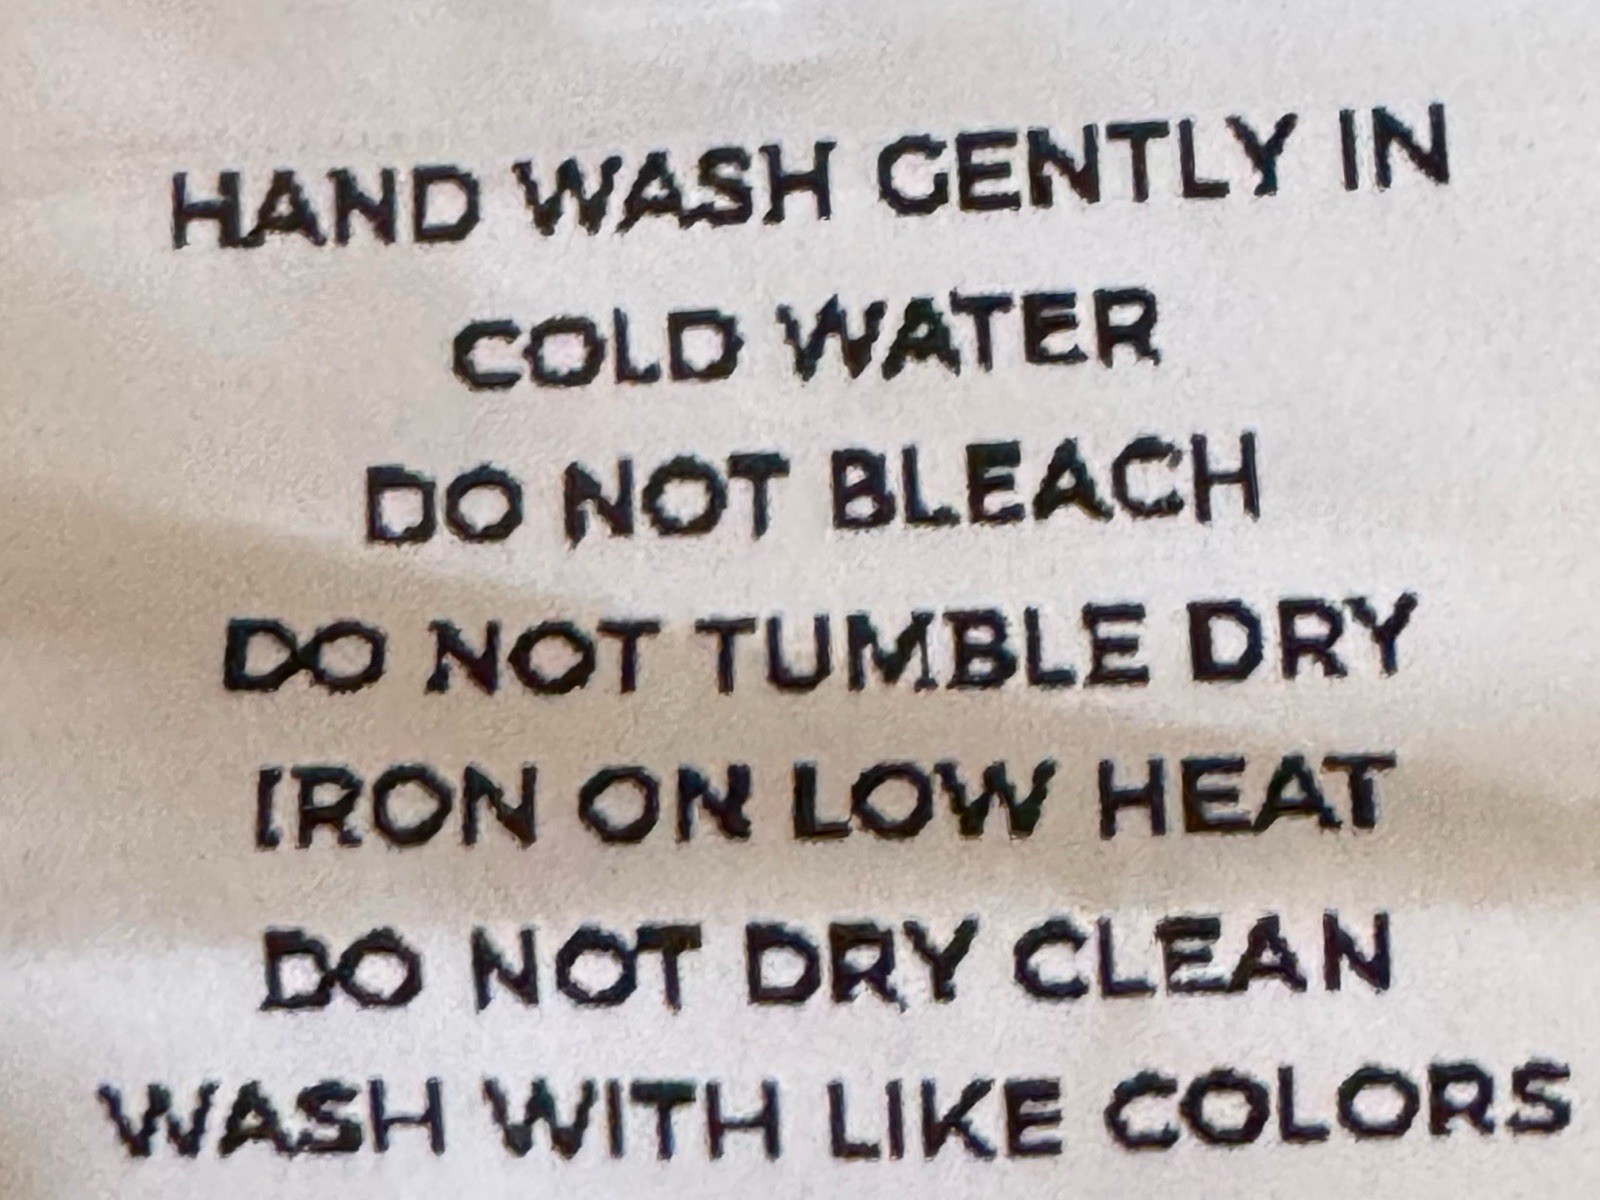 HAND WASH GENTLY IN
COLD WATER
DO NOT BLEACH
DO NOT TUMBLE DRY
IRON ON LOW HEAT
DO NOT DRY CLEAN
WASH WITH LIKE COLORS